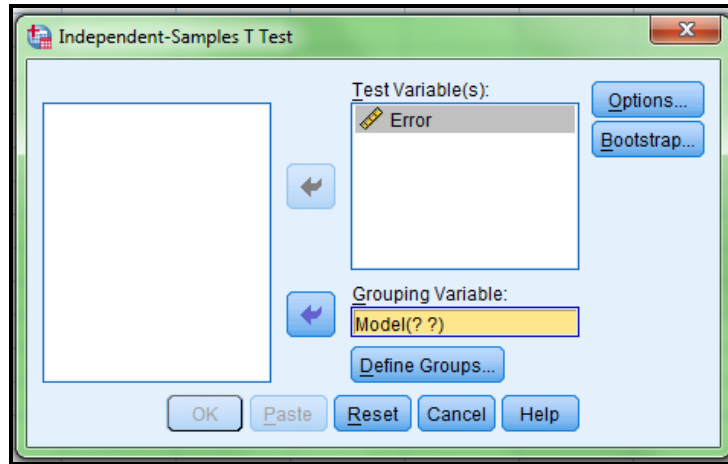 Independent-Samples T Test
Test Variable(s):
Error
Options...
Bootstrap...
Grouping Variable:
Model(? ?)
Define Groups...
OK Paste Reset Cancel Help